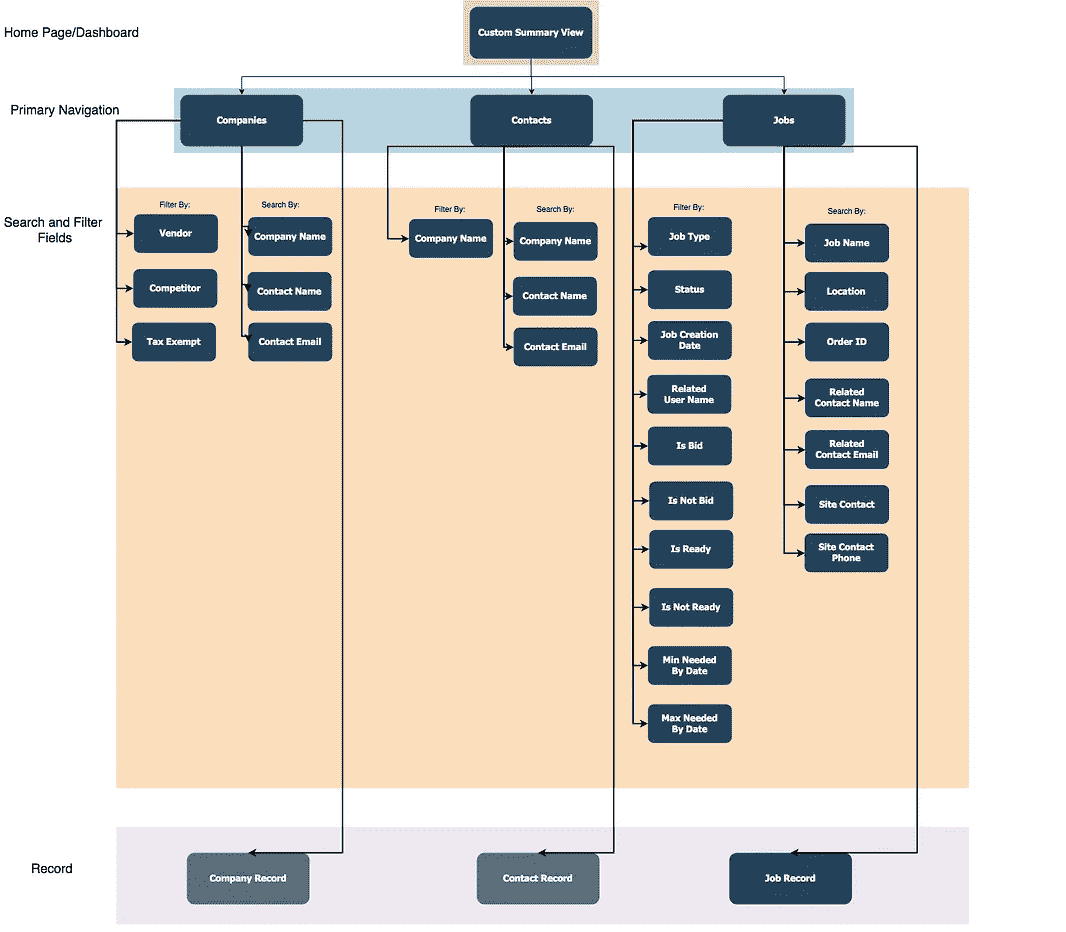 Home Page/Dashboard
Custom Summary View
Primary Navigation
Companies
Contacts
Jobs
Search and Filter
Fields
Filter By:
Vendor
Competitor
Tax Exempt
Search By:
Company Name
Contact Name
Contact Email
Filter By:
Company Name
Search By:
Company Name
Contact Name
Contact Email
Filter By:
Job Type
Status
Job Creation
Date
Related
User Name
Is Bid
Is Not Bid
Is Ready
Is Not Ready
Min Needed
By Date
Max Needed
By Date
Search By:
Job Name
Location
Order ID
Related
Contact Name
Related
Contact Email
Site Contact
Site Contact
Phone
Record
Company Record
Contact Record
Job Record